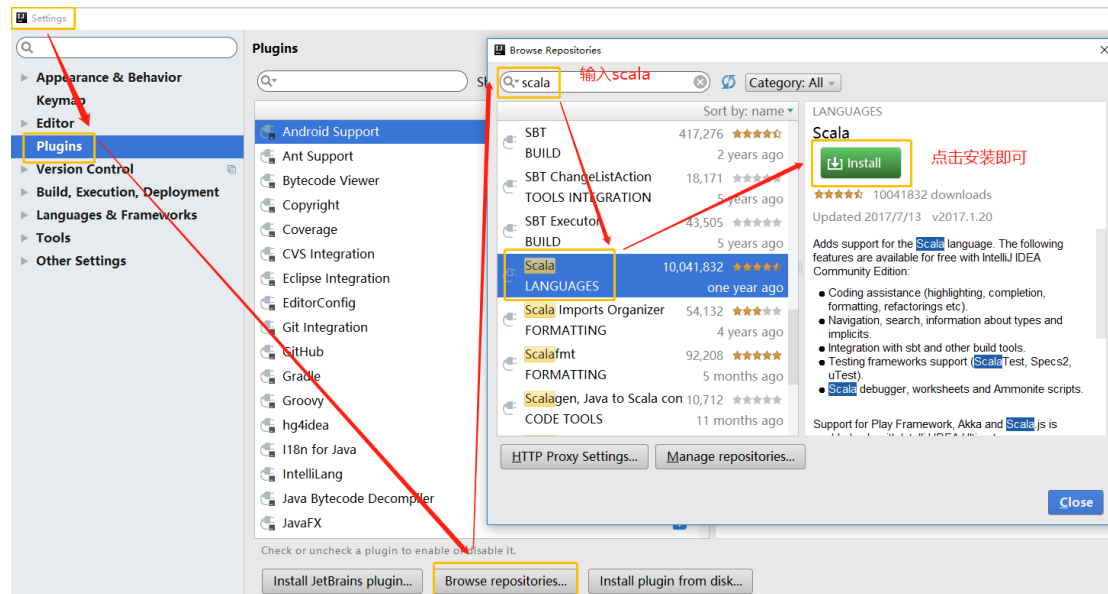 Settings
Appearance & Behavior
Keymap
Editor
Plugins
Version Control
Build, Execution, Deployment
Languages & Frameworks
Tools
Other Settings
Plugins
Android Support
Ant Support
Bytecode Viewer
Copyright
Coverage
CVS Integration
Eclipse Integration
EditorConfig
Git Integration
GitHub
Gradle
Groovy
hg4idea
I18n for Java
IntelliLang
Java Bytecode Decompiler
JavaFX
Check or uncheck a plugin to enable or disable it.
Install JetBrains plugin...
Browse repositories...
Install plugin from disk...
Browse Repositories
scala
输入scala
Category: All
Sort by: name
SBT 417,276
BUILD 2 years ago
SBT ChangeListAction 18,171
TOOLS INTEGRATION 5 years ago
SBT Executor 43,505
BUILD 5 years ago
Scala 10,041,832
LANGUAGES one year ago
Scala Imports Organizer 54,132
FORMATTING 4 years ago
Scalafmt 92,208
FORMATTING 5 months ago
Scalagen, Java to Scala con 10,712
CODE TOOLS 11 months ago
HTTP Proxy Settings...
Manage repositories...
LANGUAGES
Scala
Install
点击安装即可
10041832 downloads
Updated 2017/7/13 v2017.1.20
Adds support for the Scala language. The following
features are available for free with IntelliJ IDEA
Community Edition:
Coding assistance (highlighting, completion,
formatting, refactorings etc).
Navigation, search, information about types and
implicits.
Integration with sbt and other build tools.
Testing frameworks support (ScalaTest, Specs2,
uTest).
Scala debugger, worksheets and Ammonite scripts.
Support for Play Framework, Akka and Scala.js is
Close